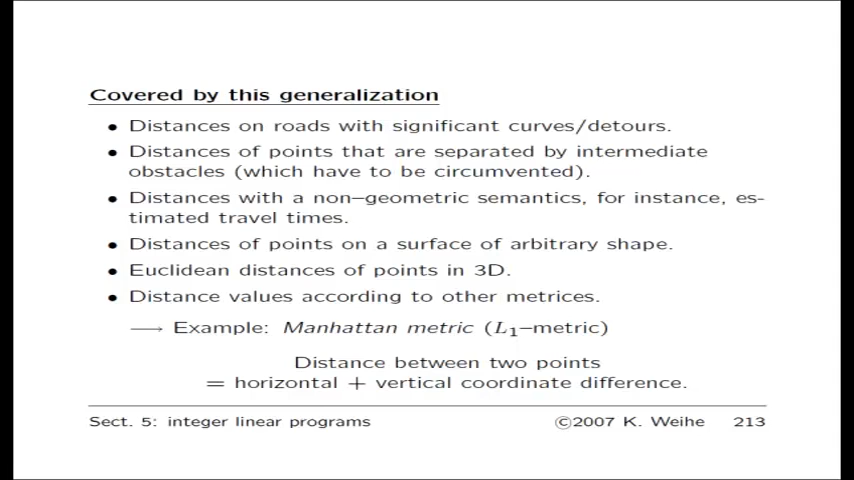 Covered by this generalization
• Distances on roads with significant curves/detours.
• Distances of points that are separated by intermediate
obstacles (which have to be circumvented).
• Distances with a non–geometric semantics, for instance, es-
timated travel times.
• Distances of points on a surface of arbitrary shape.
• Euclidean distances of points in 3D.
• Distance values according to other metrices.
⟶ Example: Manhattan metric (L₁–metric)
Distance between two points
= horizontal + vertical coordinate difference.
Sect. 5: integer linear programs ©2007 K. Weihe 213